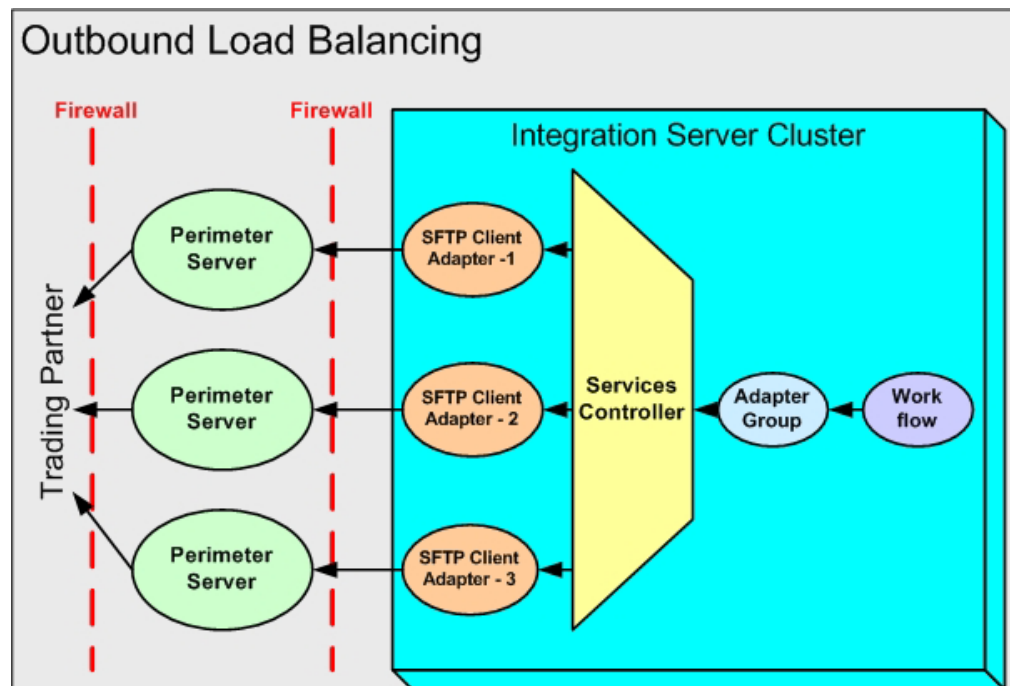 Outbound Load Balancing
Firewall
Firewall
Integration Server Cluster
Trading Partner
Perimeter
Server
SFTP Client
Adapter -1
Perimeter
Server
SFTP Client
Adapter - 2
Services
Controller
Adapter
Group
Work
flow
Perimeter
Server
SFTP Client
Adapter - 3